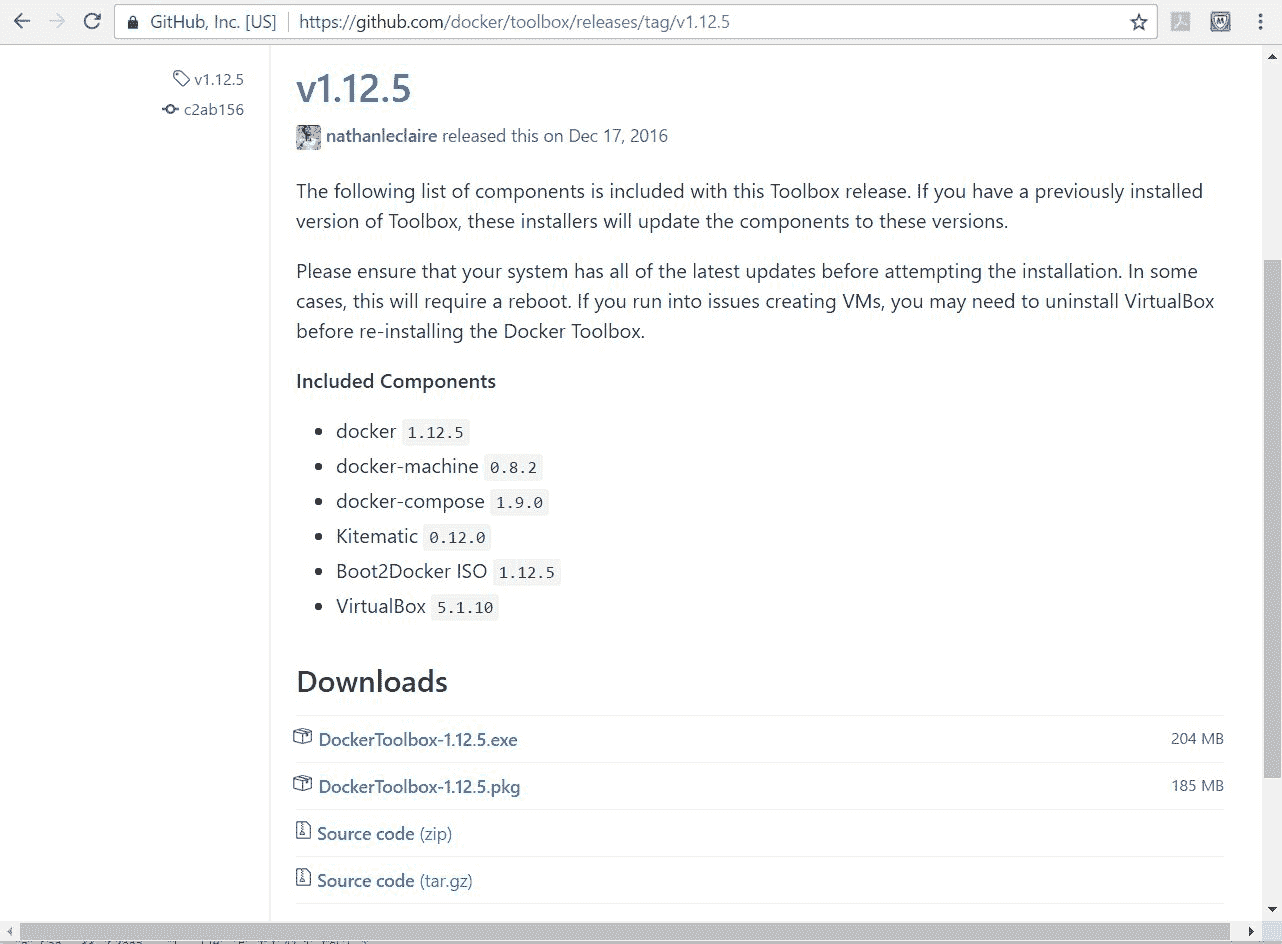 GitHub, Inc. [US] https://github.com/docker/toolbox/releases/tag/v1.12.5
v1.12.5
c2ab156
v1.12.5
nathanleclaire released this on Dec 17, 2016
The following list of components is included with this Toolbox release. If you have a previously installed
version of Toolbox, these installers will update the components to these versions.
Please ensure that your system has all of the latest updates before attempting the installation. In some
cases, this will require a reboot. If you run into issues creating VMs, you may need to uninstall VirtualBox
before re-installing the Docker Toolbox.
Included Components
docker 1.12.5
docker-machine 0.8.2
docker-compose 1.9.0
Kitematic 0.12.0
Boot2Docker ISO 1.12.5
VirtualBox 5.1.10
Downloads
DockerToolbox-1.12.5.exe 204 MB
DockerToolbox-1.12.5.pkg 185 MB
Source code (zip)
Source code (tar.gz)